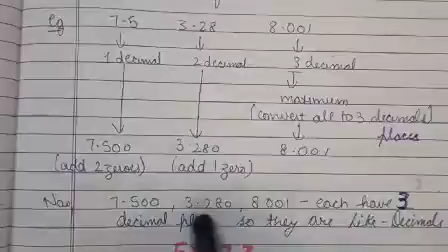 Eg 7.5 3.28 8.001
1 decimal 2 decimal 3 decimal
maximum
(convert all to 3 decimals
places
7.500 3.280 8.001
(add 2 zeros) (add 1 zero)
7.500, 3.280, 8.001 - each have 3
decimal so they are Like-Decimals